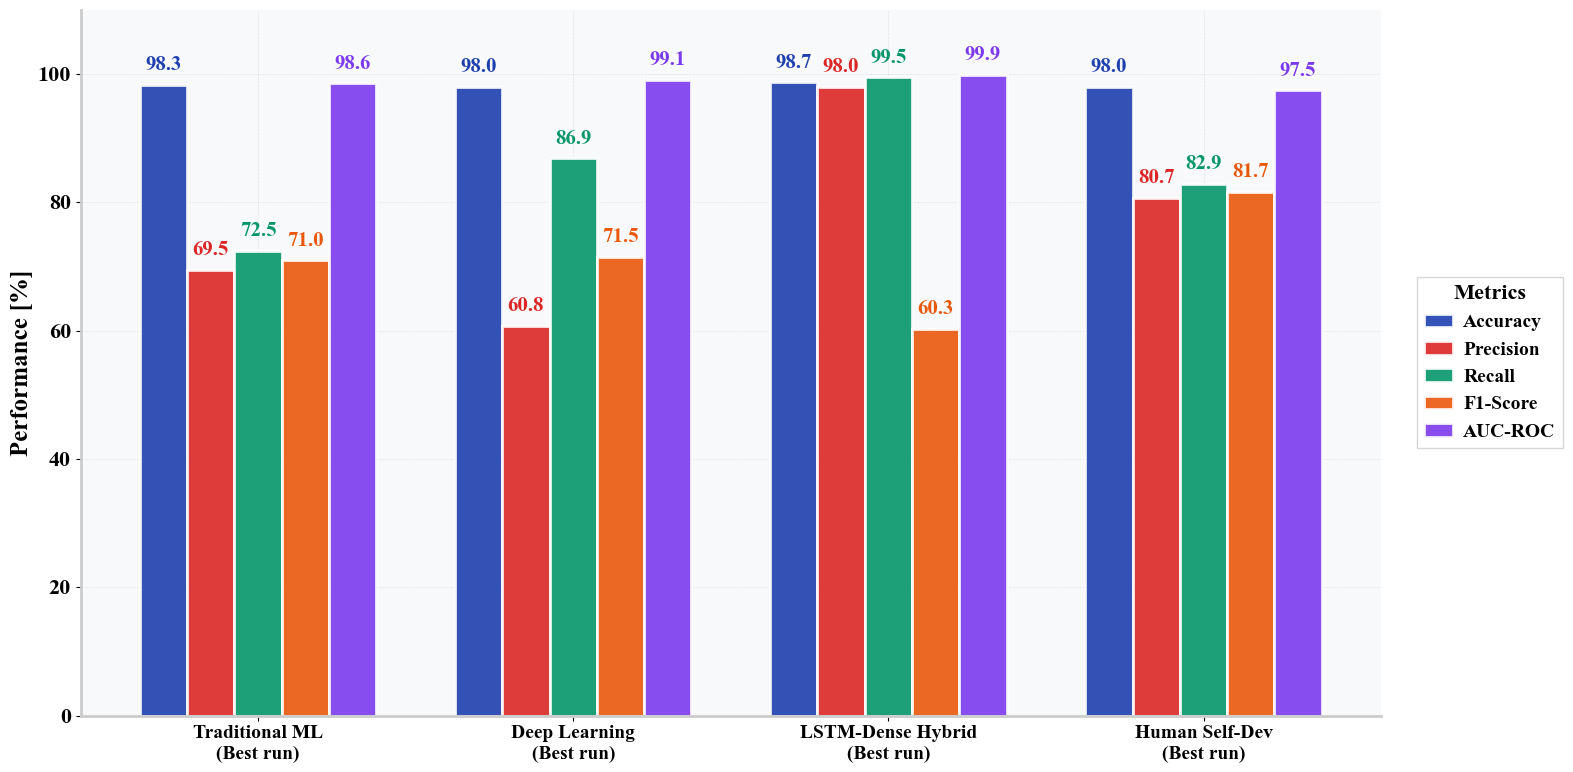 Performance [%]
100
80
60
40
20
0
98.3
69.5
72.5
71.0
98.6
98.0
60.8
86.9
71.5
99.1
98.7
98.0
99.5
60.3
99.9
98.0
80.7
82.9
81.7
97.5
Traditional ML
(Best run)
Deep Learning
(Best run)
LSTM-Dense Hybrid
(Best run)
Human Self-Dev
(Best run)
Metrics
Accuracy
Precision
Recall
F1-Score
AUC-ROC